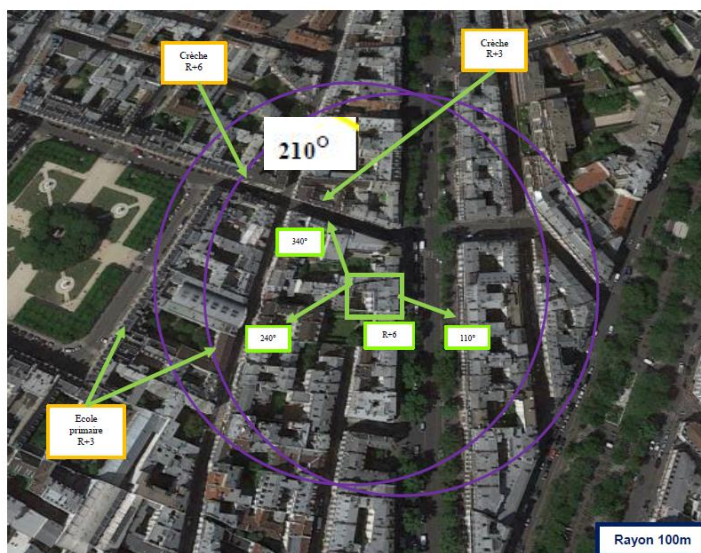 Crèche
R+6
Crèche
R+3
210°
340°
240°
R+6
110°
Ecole
primaire
R+3
Rayon 100m